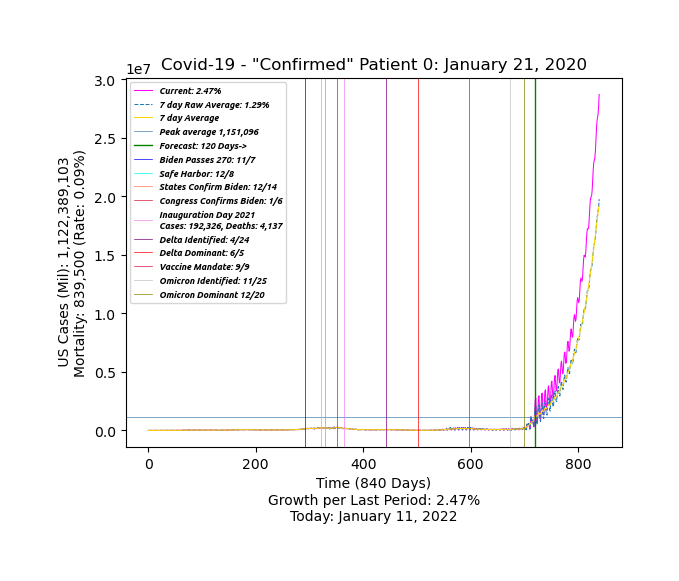 Covid-19 - "Confirmed" Patient 0: January 21, 2020
1e7
3.0
2.5
2.0
1.5
1.0
0.5
0.0
US Cases (Mil): 1,122,389,103
Mortality: 839,500 (Rate: 0.09%)
Current: 2.47%
7 day Raw Average: 1.29%
7 day Average
Peak average 1,151,096
Forecast: 120 Days->
Biden Passes 270: 11/7
Safe Harbor: 12/8
States Confirm Biden: 12/14
Congress Confirms Biden: 1/6
Inauguration Day 2021
Cases: 192,326, Deaths: 4,137
Delta Identified: 4/24
Delta Dominant: 6/5
Vaccine Mandate: 9/9
Omicron Identified: 11/25
Omicron Dominant 12/20
0 200 400 600 800
Time (840 Days)
Growth per Last Period: 2.47%
Today: January 11, 2022